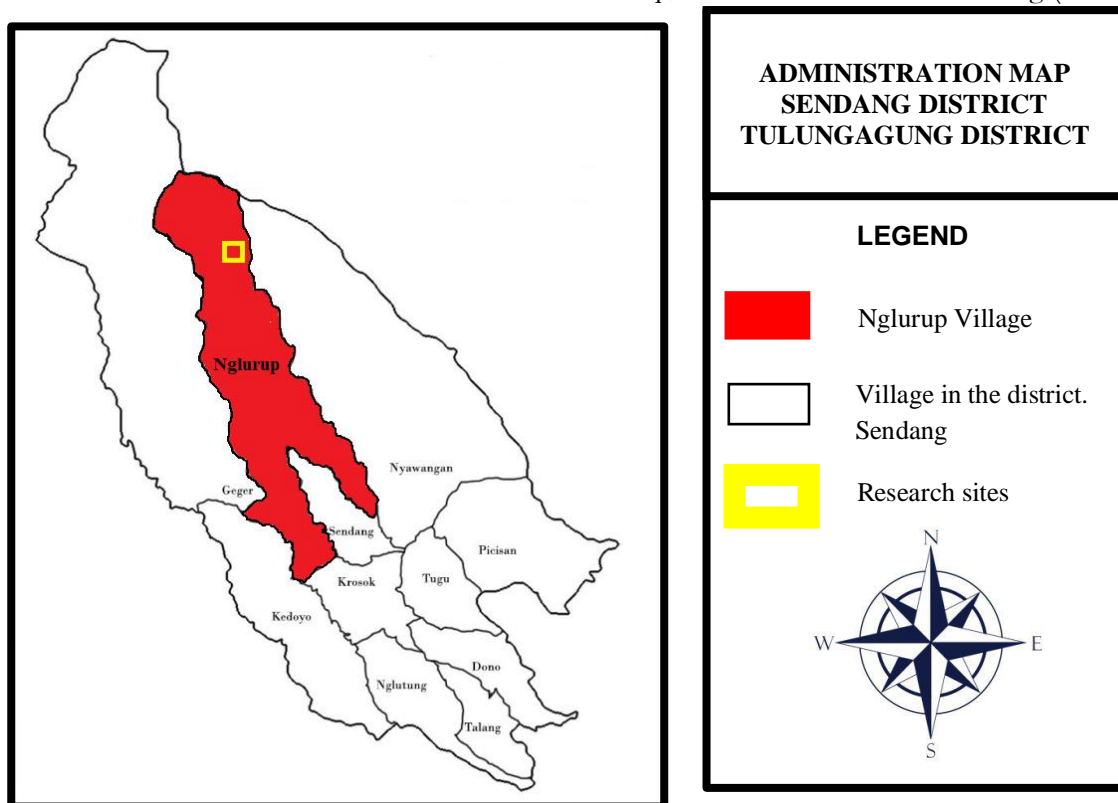 ADMINISTRATION MAP
SENDANG DISTRICT
TULUNGAGUNG DISTRICT
LEGEND
Nglurup Village
Village in the district.
Sendang
Research sites
N
W
E
S
Nglurup
Nyawangan
Geger
Sendang
Picisan
Krosok
Tugu
Kedoyo
Dono
Nglutung
Talang